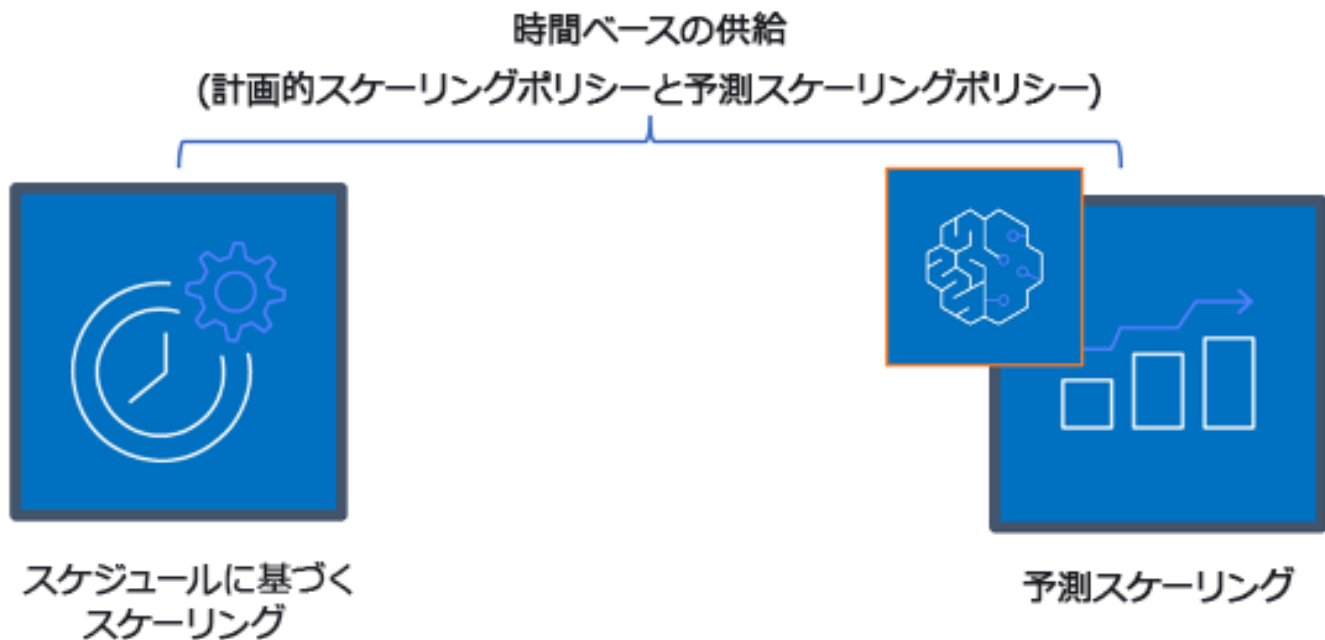 時間ベースの供給
(計画的スケーリングポリシーと予測スケーリングポリシー)
スケジュールに基づく
スケーリング
予測スケーリング